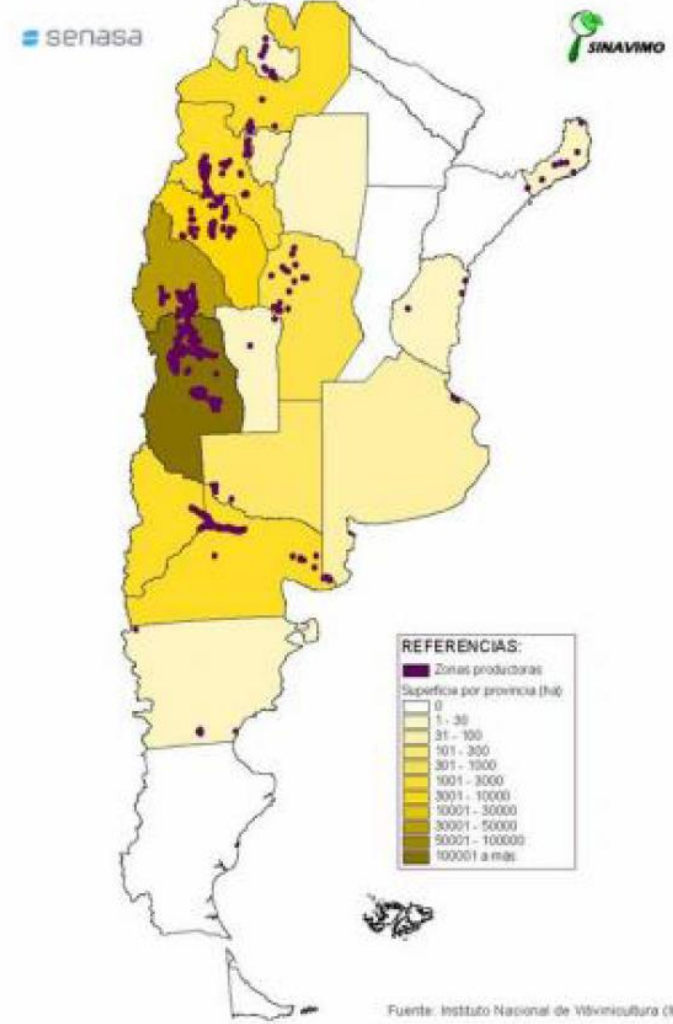 senasa
SINAVIMO
REFERENCIAS:
Zonas productoras
Superficie por provincia (ha)
0
1 - 30
31 - 100
101 - 300
301 - 1000
1001 - 3000
3001 - 10000
10001 - 30000
30001 - 50000
50001 - 100000
100001 a más
Fuente: Instituto Nacional de Vitivinicultura (I